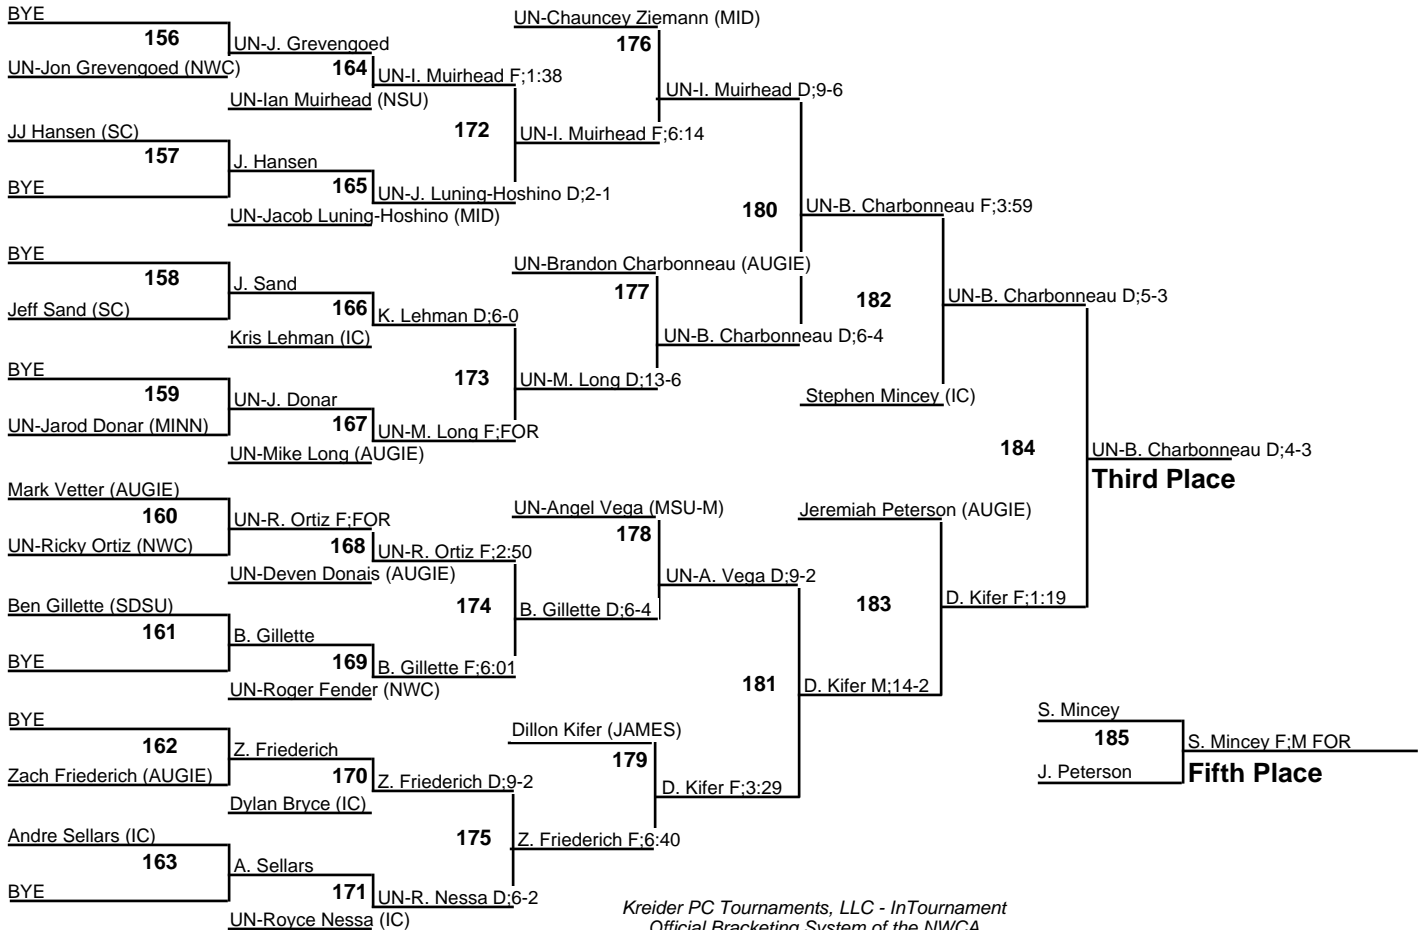 BYE
156
UN-Jon Grevengoed (NWC)
UN-J. Grevengoed
164
UN-Ian Muirhead (NSU)
UN-I. Muirhead F;1:38
JJ Hansen (SC)
157
BYE
J. Hansen
165
UN-Jacob Luning-Hoshino (MID)
UN-J. Luning-Hoshino D;2-1
172
UN-I. Muirhead F;6:14
UN-Chauncey Ziemann (MID)
176
UN-I. Muirhead D;9-6
BYE
158
Jeff Sand (SC)
J. Sand
166
Kris Lehman (IC)
K. Lehman D;6-0
BYE
159
UN-Jarod Donar (MINN)
UN-J. Donar
167
UN-Mike Long (AUGIE)
UN-M. Long F;FOR
173
UN-M. Long D;13-6
UN-Brandon Charbonneau (AUGIE)
177
UN-B. Charbonneau D;6-4
180
UN-B. Charbonneau F;3:59
182
Stephen Mincey (IC)
UN-B. Charbonneau D;5-3
Mark Vetter (AUGIE)
160
UN-Ricky Ortiz (NWC)
UN-R. Ortiz F;FOR
168
UN-Deven Donais (AUGIE)
UN-R. Ortiz F;2:50
Ben Gillette (SDSU)
161
BYE
B. Gillette
169
UN-Roger Fender (NWC)
B. Gillette F;6:01
174
B. Gillette D;6-4
UN-Angel Vega (MSU-M)
178
UN-A. Vega D;9-2
BYE
162
Zach Friederich (AUGIE)
Z. Friederich
170
Dylan Bryce (IC)
Z. Friederich D;9-2
Andre Sellars (IC)
163
BYE
A. Sellars
171
UN-Royce Nessa (IC)
UN-R. Nessa D;6-2
175
Z. Friederich F;6:40
Dillon Kifer (JAMES)
179
D. Kifer F;3:29
181
D. Kifer M;14-2
Jeremiah Peterson (AUGIE)
183
D. Kifer F;1:19
184
UN-B. Charbonneau D;4-3
Third Place
S. Mincey
185
J. Peterson
S. Mincey F;M FOR
Fifth Place
Kreider PC Tournaments, LLC - InTournament
Official Bracketing System of the NWCA